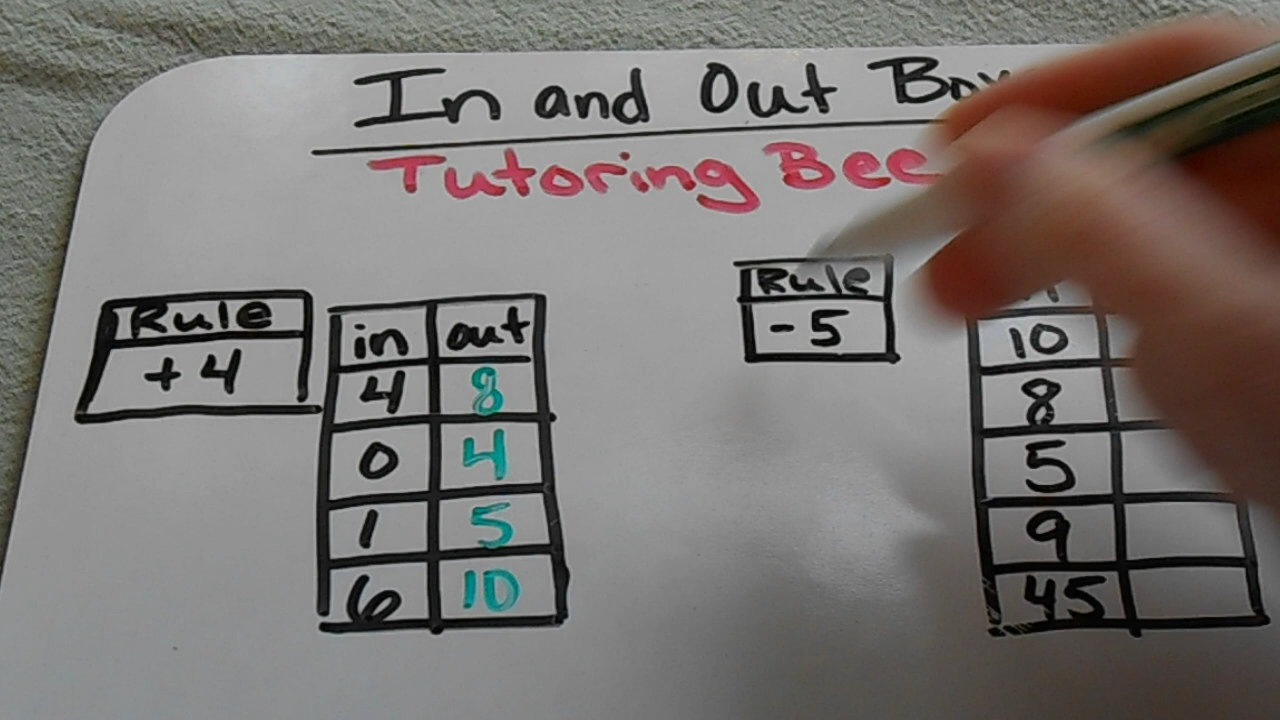 In and Out
Tutoring Bee
Rule
+4
in out
4 8
0 4
1 5
6 10
Rule
-5
10
8
5
9
45